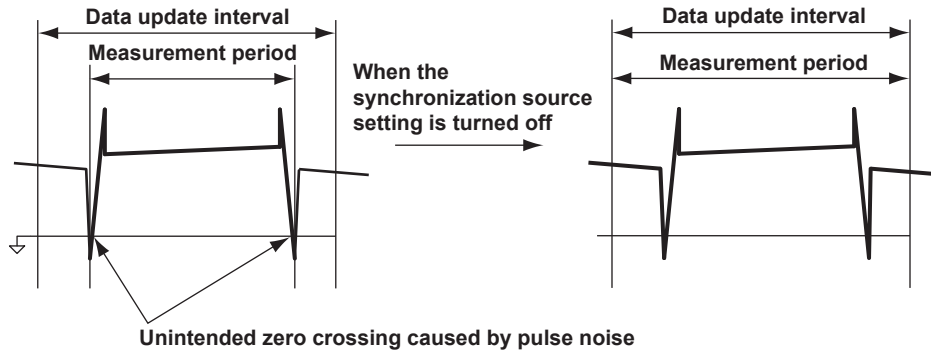 Data update interval
Measurement period
When the
synchronization source
setting is turned off
Data update interval
Measurement period
Unintended zero crossing caused by pulse noise